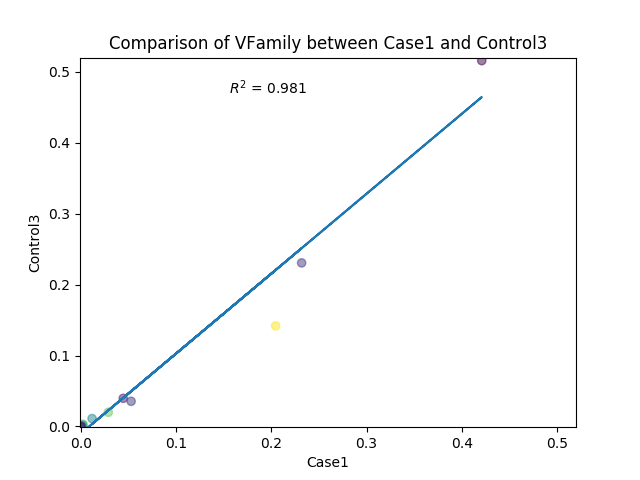 Comparison of VFamily between Case1 and Control3
R² = 0.981
0.5
0.4
0.3
0.2
0.1
0.0
Control3
0.0 0.1 0.2 0.3 0.4 0.5
Case1